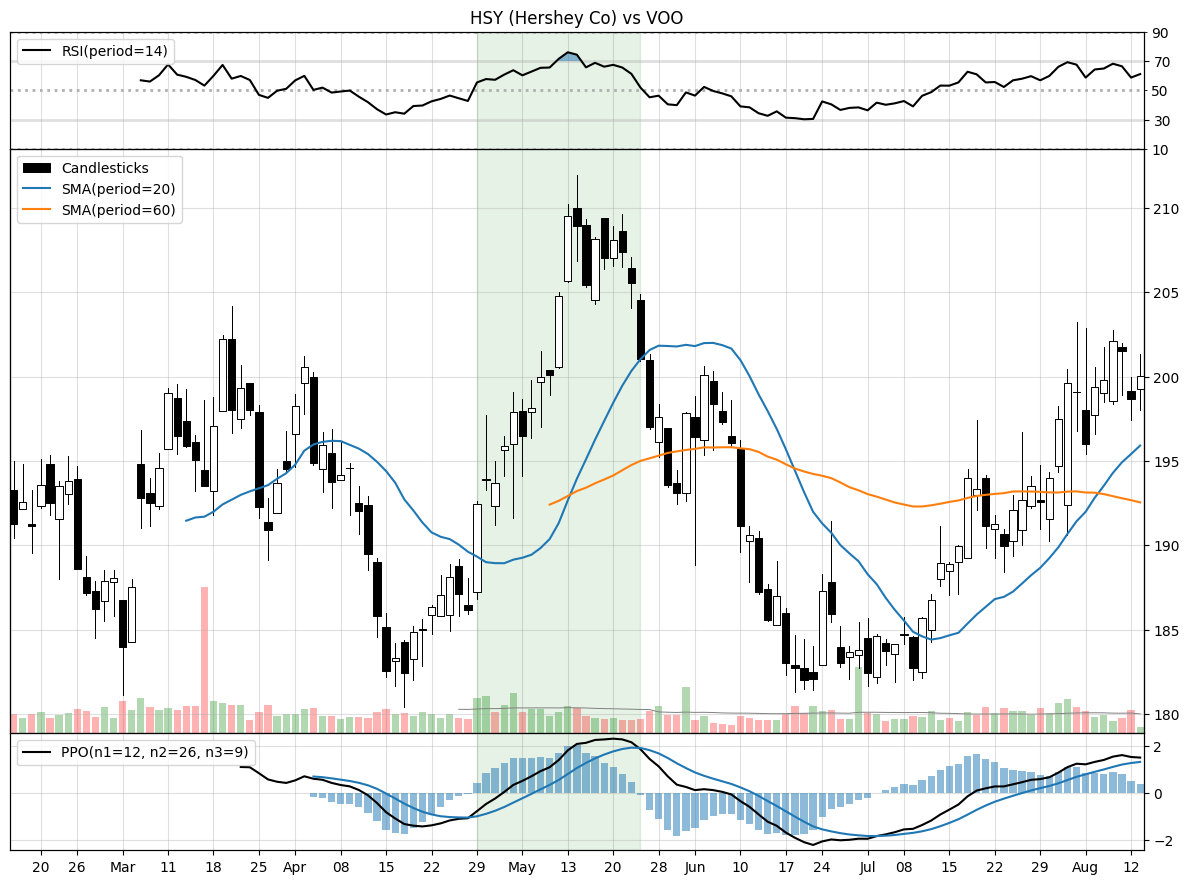 HSY (Hershey Co) vs VOO
RSI(period=14)
90
70
50
30
10
Candlesticks
SMA(period=20)
SMA(period=60)
210
205
200
195
190
185
180
PPO(n1=12, n2=26, n3=9)
2
0
−2
20 26 Mar 11 18 25 Apr 08 15 22 29 May 13 20 28 Jun 10 17 24 Jul 08 15 22 29 Aug 12